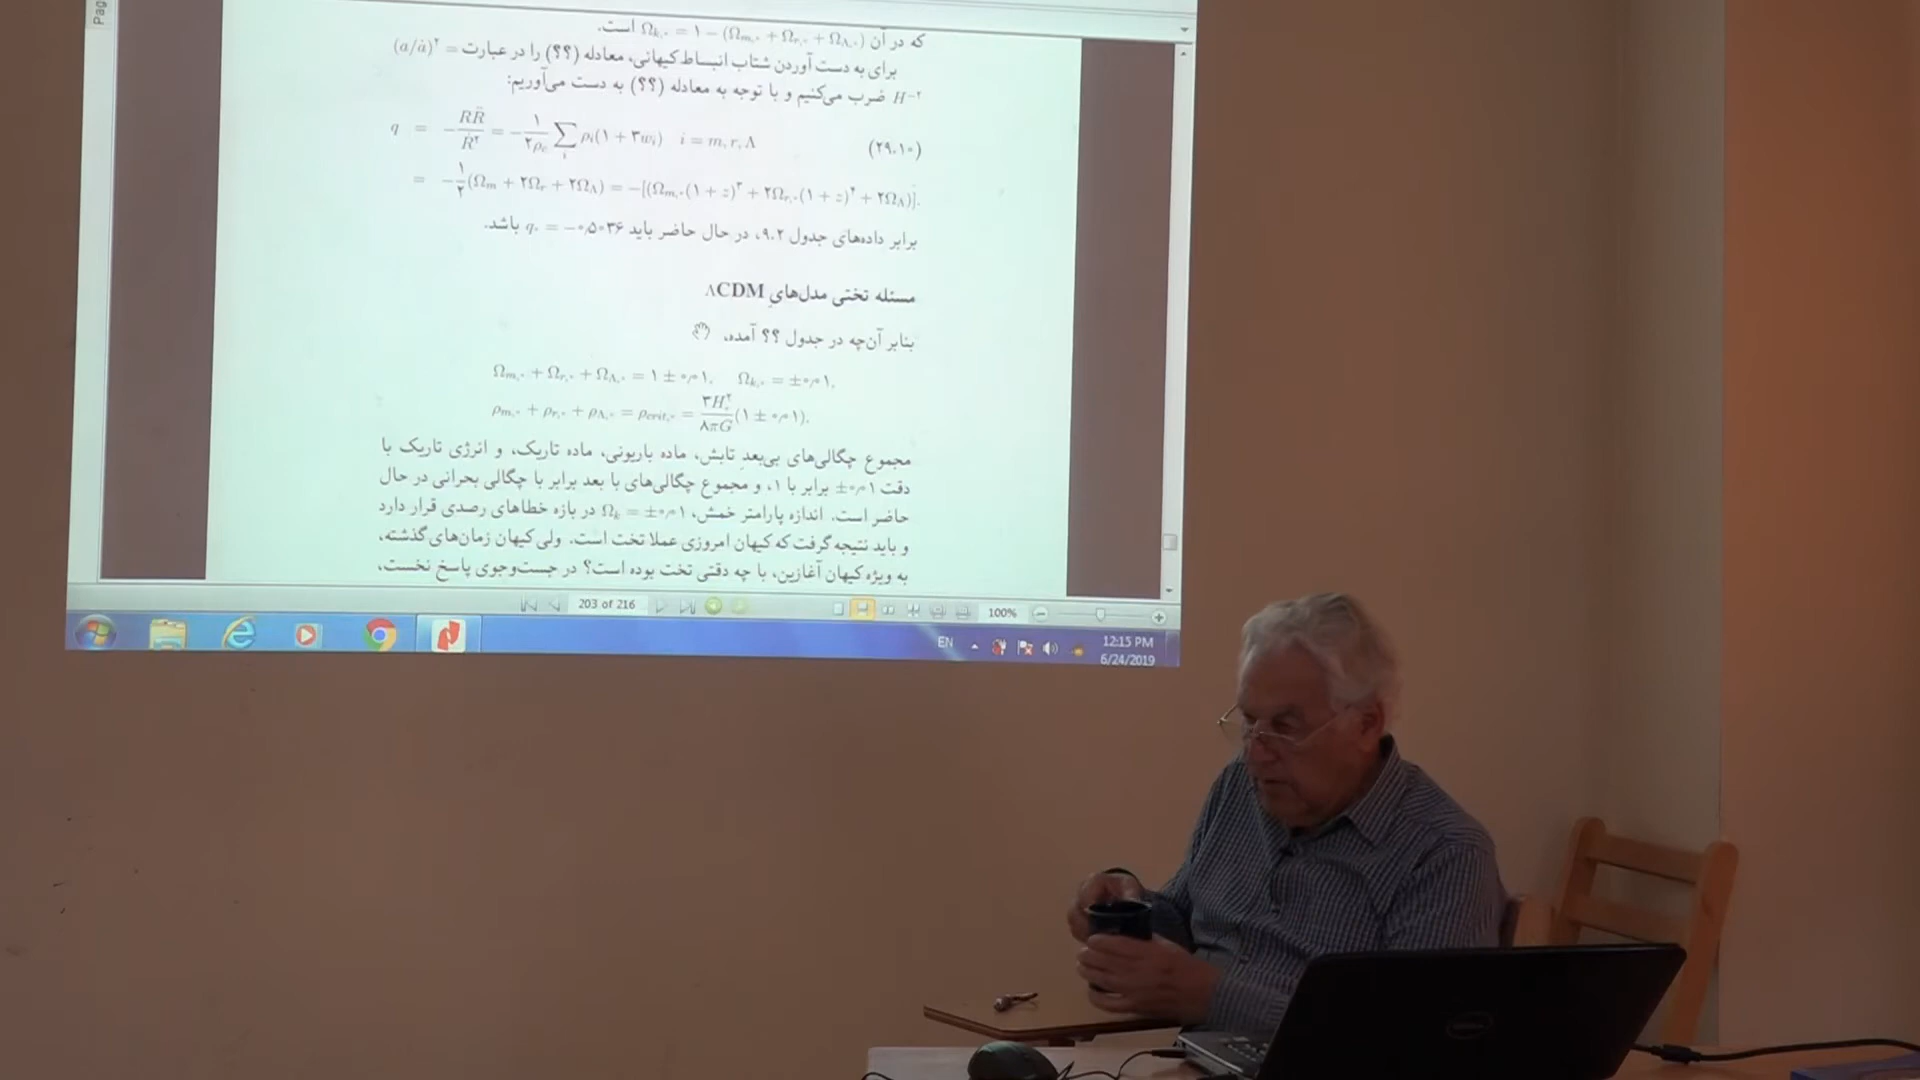 Pag
که در آن Ω_{k,۰} = ۱ − (Ω_{m,۰} + Ω_{r,۰} + Ω_{Λ,۰}) است.
برای به دست آوردن شتاب انبساط کیهانی، معادله (؟؟) را در عبارت = (a/ȧ)^۲
H^{−۲} ضرب می‌کنیم و با توجه به معادله (؟؟) به دست می‌آوریم:
q = −RR̈/Ṙ^۲ = −۱/۲ρ_c ∑_i ρ_i(۱ + ۳w_i) i = m, r, Λ (۲۹.۱۰)
= −۱/۲(Ω_m + ۲Ω_r + ۲Ω_Λ) = −[(Ω_{m,۰}(۱ + z)^۳ + ۲Ω_{r,۰}(۱ + z)^۴ + ۲Ω_Λ)].
برابر داده‌های جدول ۹.۲، در حال حاضر باید q_۰ = −۰٫۵۰۳۶ باشد.
مسئله تختی مدل‌هایِ ΛCDM
بنابر آن‌چه در جدول ؟؟ آمده،
Ω_{m,۰} + Ω_{r,۰} + Ω_{Λ,۰} = ۱ ± ۰٫۰۱, Ω_{k,۰} = ±۰٫۰۱,
ρ_{m,۰} + ρ_{r,۰} + ρ_{Λ,۰} = ρ_{crit,۰} = ۳H_۰^۲/۸πG (۱ ± ۰٫۰۱).
مجموع چگالی‌های بی‌بعدِ تابش، ماده باریونی، ماده تاریک، و انرژی تاریک با
دقت ۰٫۰۱± برابر با ۱، و مجموع چگالی‌های با بعد برابر با چگالی بحرانی در حال
حاضر است. اندازه پارامتر خمش، Ω_k = ±۰٫۰۱ در بازه خطاهای رصدی قرار دارد
و باید نتیجه گرفت که کیهان امروزی عملا تخت است. ولی کیهان زمان‌های گذشته،
به ویژه کیهان آغازین، با چه دقتی تخت بوده است؟ در جست‌وجوی پاسخ نخست،
203 of 216
100%
EN
12:15 PM
6/24/2019
DELL